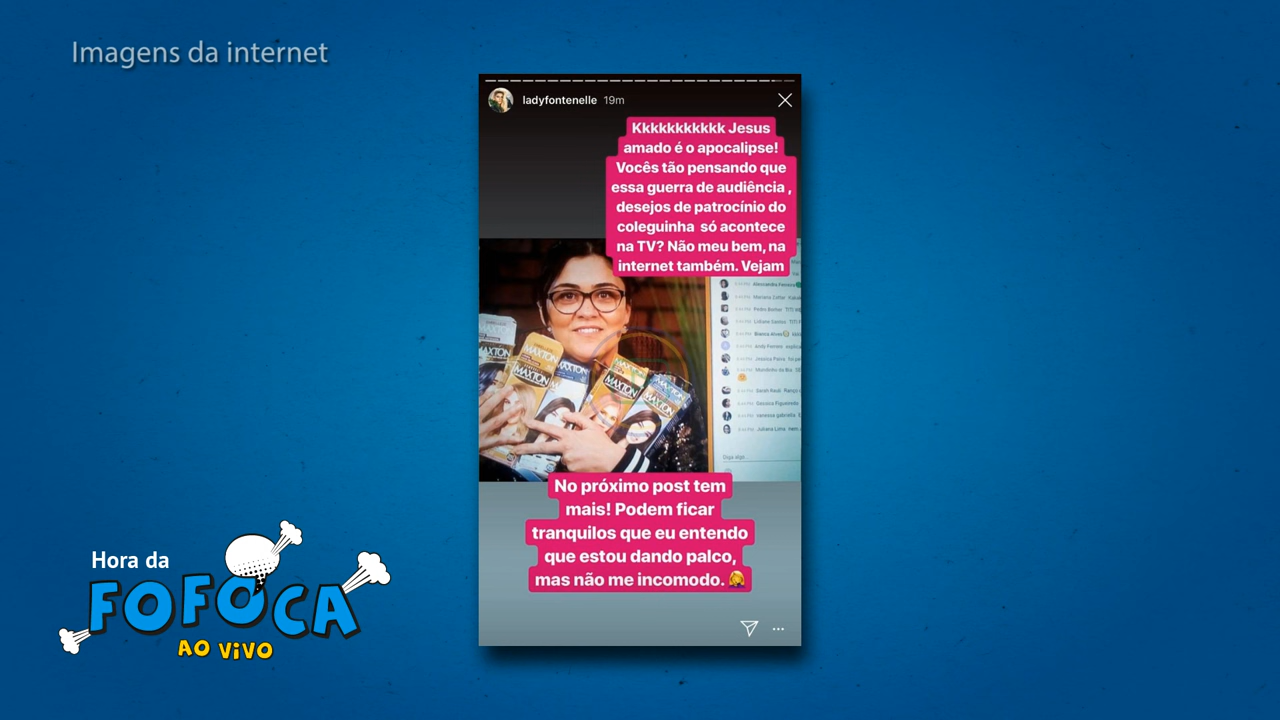 Imagens da internet
ladyfontenelle 19m
Kkkkkkkkkkk Jesus
amado é o apocalipse!
Vocês tão pensando que
essa guerra de audiência ,
desejos de patrocínio do
coleguinha só acontece
na TV? Não meu bem, na
internet também. Vejam
MAXTON
MAXTON
MAXTON
MAXTON
MAXTON
No próximo post tem
mais! Podem ficar
tranquilos que eu entendo
que estou dando palco,
mas não me incomodo. 🤦‍♀️
Hora da
FOFOCA
AO VIVO